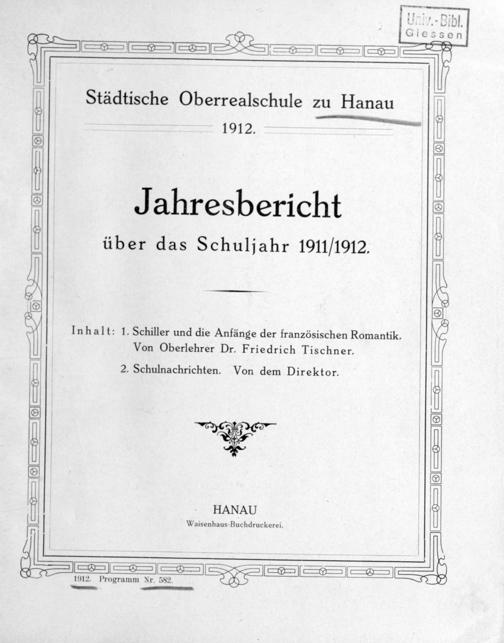 Univ.-Bibl.
Giessen
Städtische Oberrealschule zu Hanau
1912.
Jahresbericht
über das Schuljahr 1911/1912.
Inhalt: 1. Schiller und die Anfänge der französischen Romantik.
Von Oberlehrer Dr. Friedrich Tischner.
2. Schulnachrichten. Von dem Direktor.
HANAU
Waisenhaus-Buchdruckerei.
1912. Programm Nr. 582.